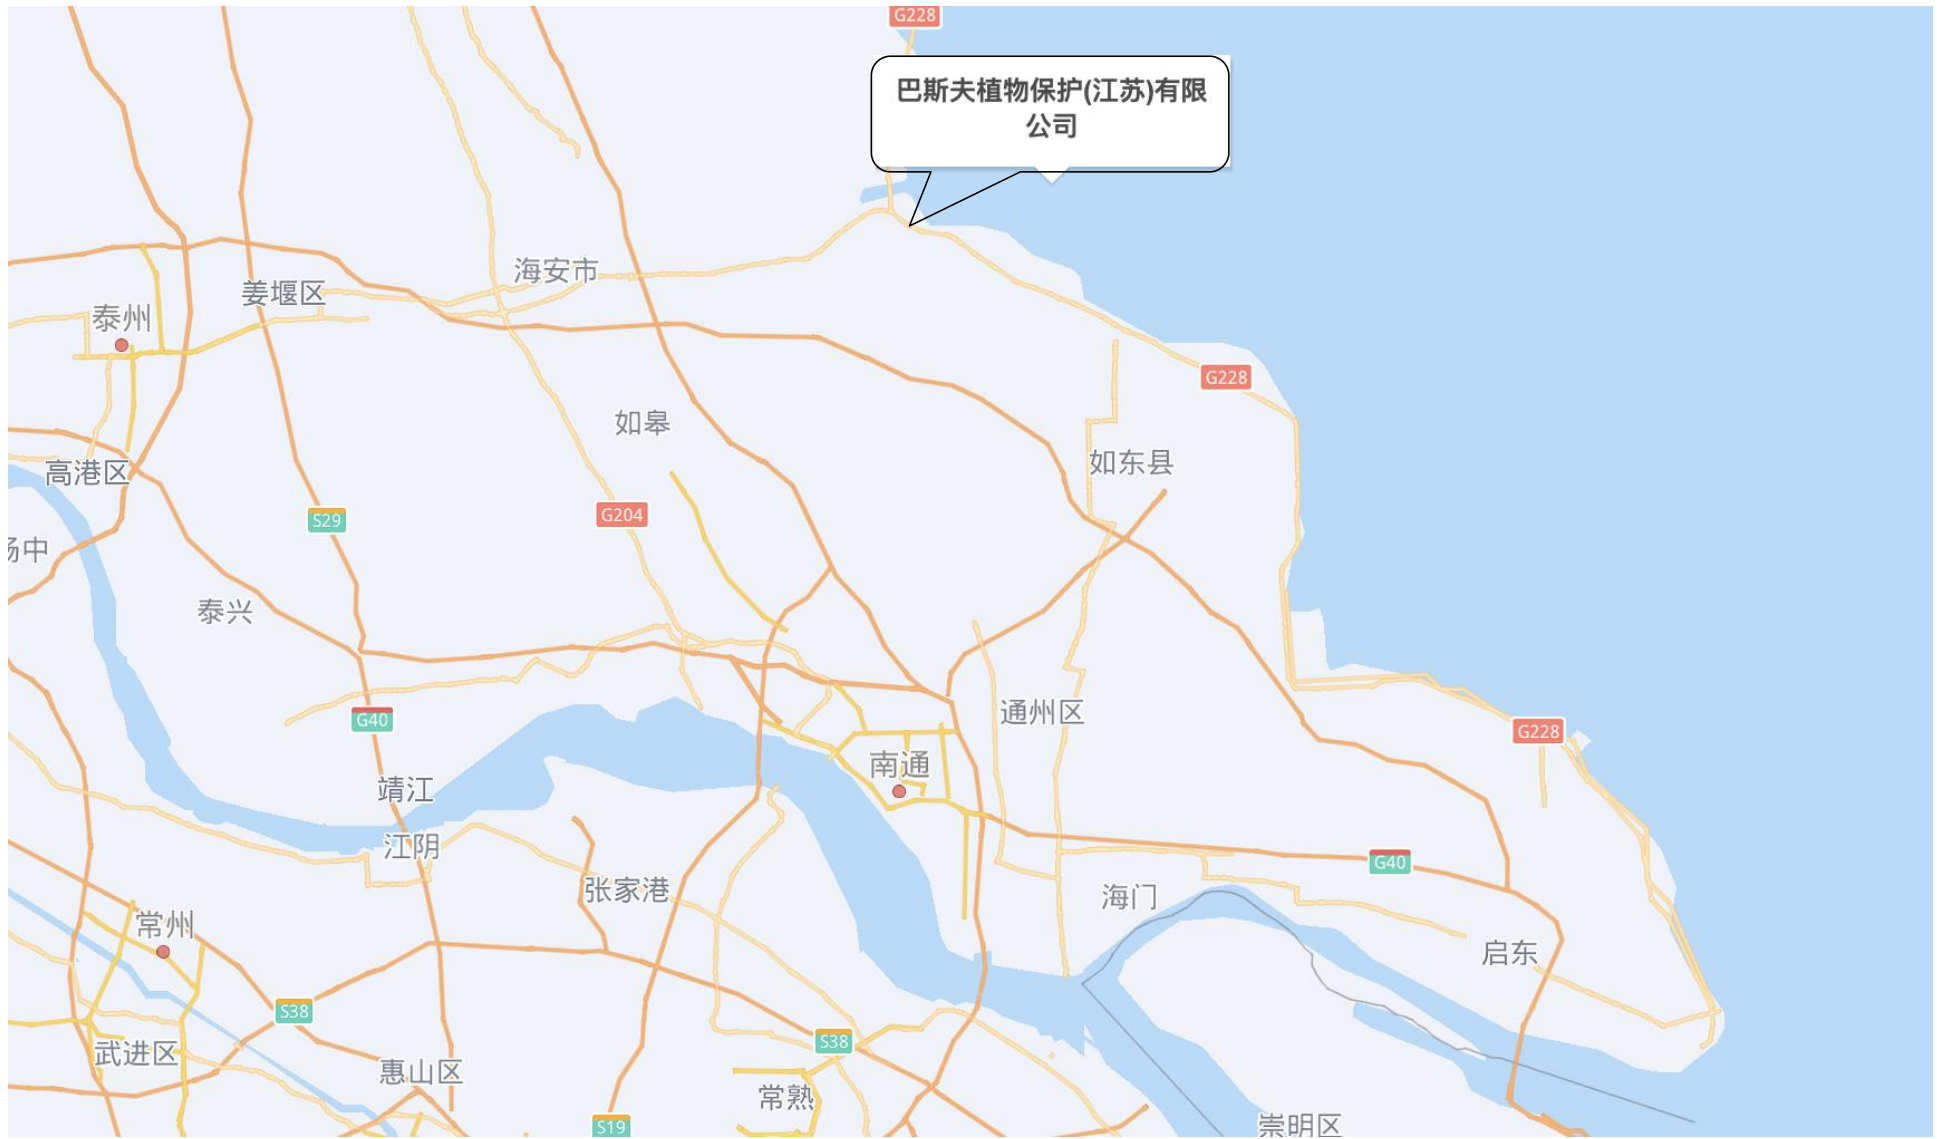 G228
巴斯夫植物保护(江苏)有限
公司
海安市
姜堰区
泰州
G228
如皋
如东县
高港区
S29
G204
扬中
泰兴
通州区
G40
G228
南通
靖江
江阴
G40
张家港
海门
常州
启东
S38
S38
武进区
惠山区
常熟
S19
崇明区